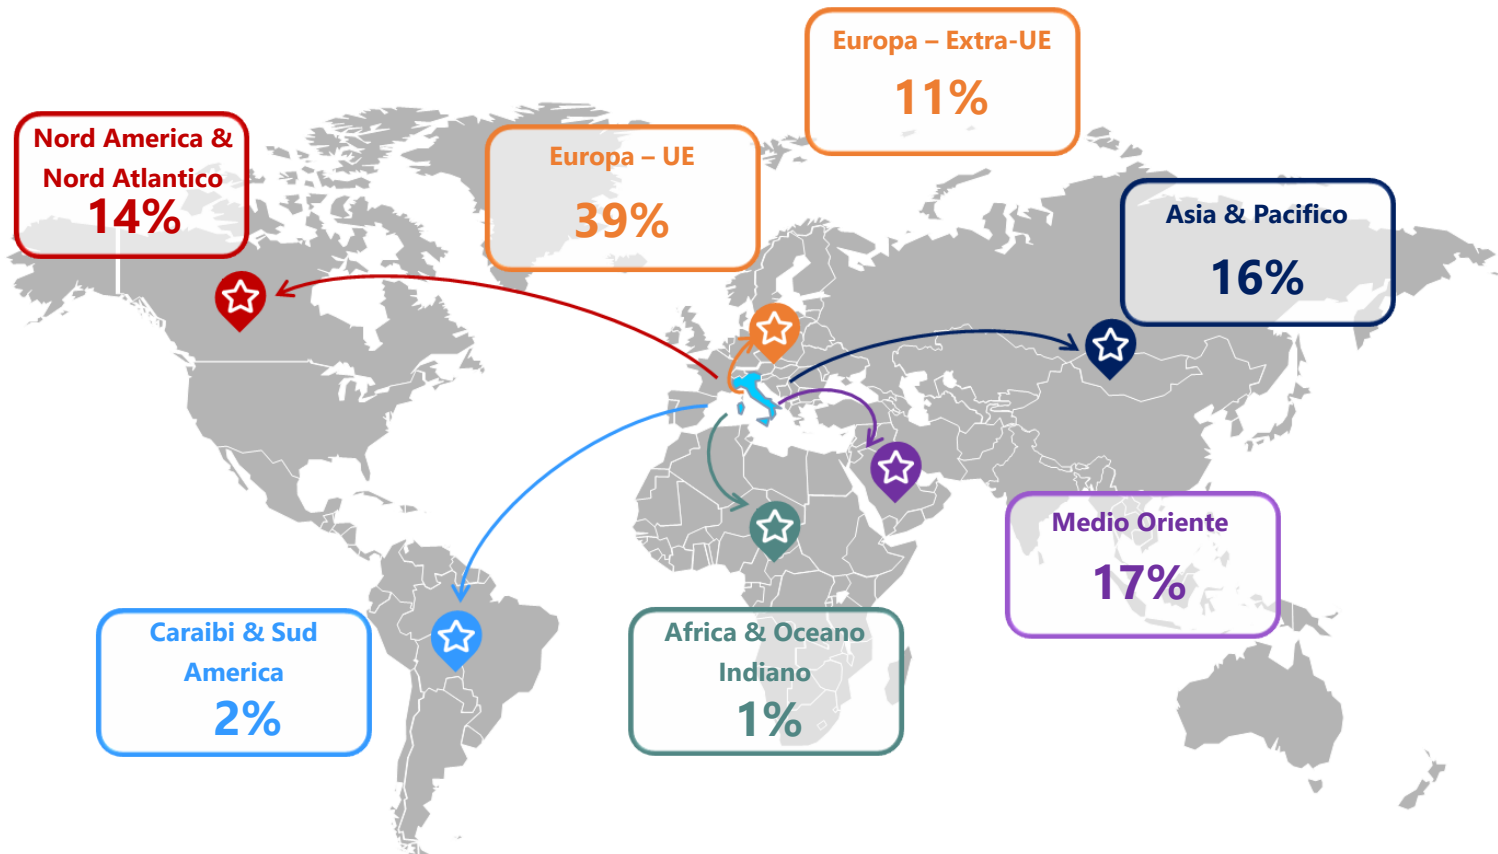 Europa – Extra-UE
11%
Nord America &
Nord Atlantico
14%
Europa – UE
39%
Asia & Pacifico
16%
Medio Oriente
17%
Caraibi & Sud
America
2%
Africa & Oceano
Indiano
1%